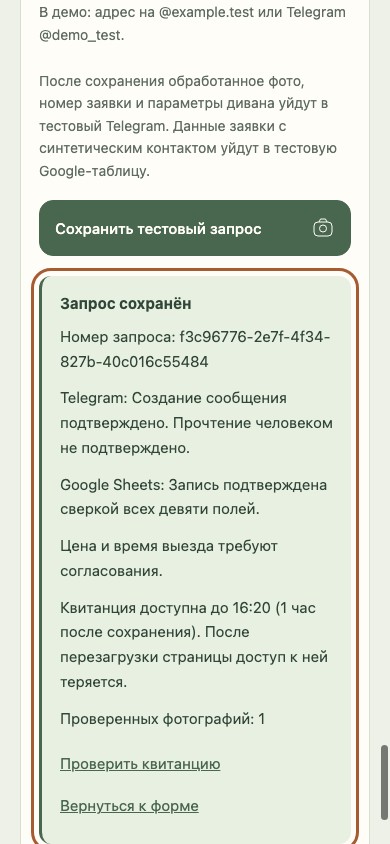 В демо: адрес на @example.test или Telegram
@demo_test.
После сохранения обработанное фото,
номер заявки и параметры дивана уйдут в
тестовый Telegram. Данные заявки с
синтетическим контактом уйдут в тестовую
Google-таблицу.
Сохранить тестовый запрос
Запрос сохранён
Номер запроса: f3c96776-2e7f-4f34-
827b-40c016c55484
Telegram: Создание сообщения
подтверждено. Прочтение человеком
не подтверждено.
Google Sheets: Запись подтверждена
сверкой всех девяти полей.
Цена и время выезда требуют
согласования.
Квитанция доступна до 16:20 (1 час
после сохранения). После
перезагрузки страницы доступ к ней
теряется.
Проверенных фотографий: 1
Проверить квитанцию
Вернуться к форме